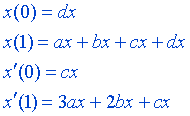 x(0) = dx
x(1) = ax + bx + cx + dx
x′(0) = cx
x′(1) = 3ax + 2bx + cx